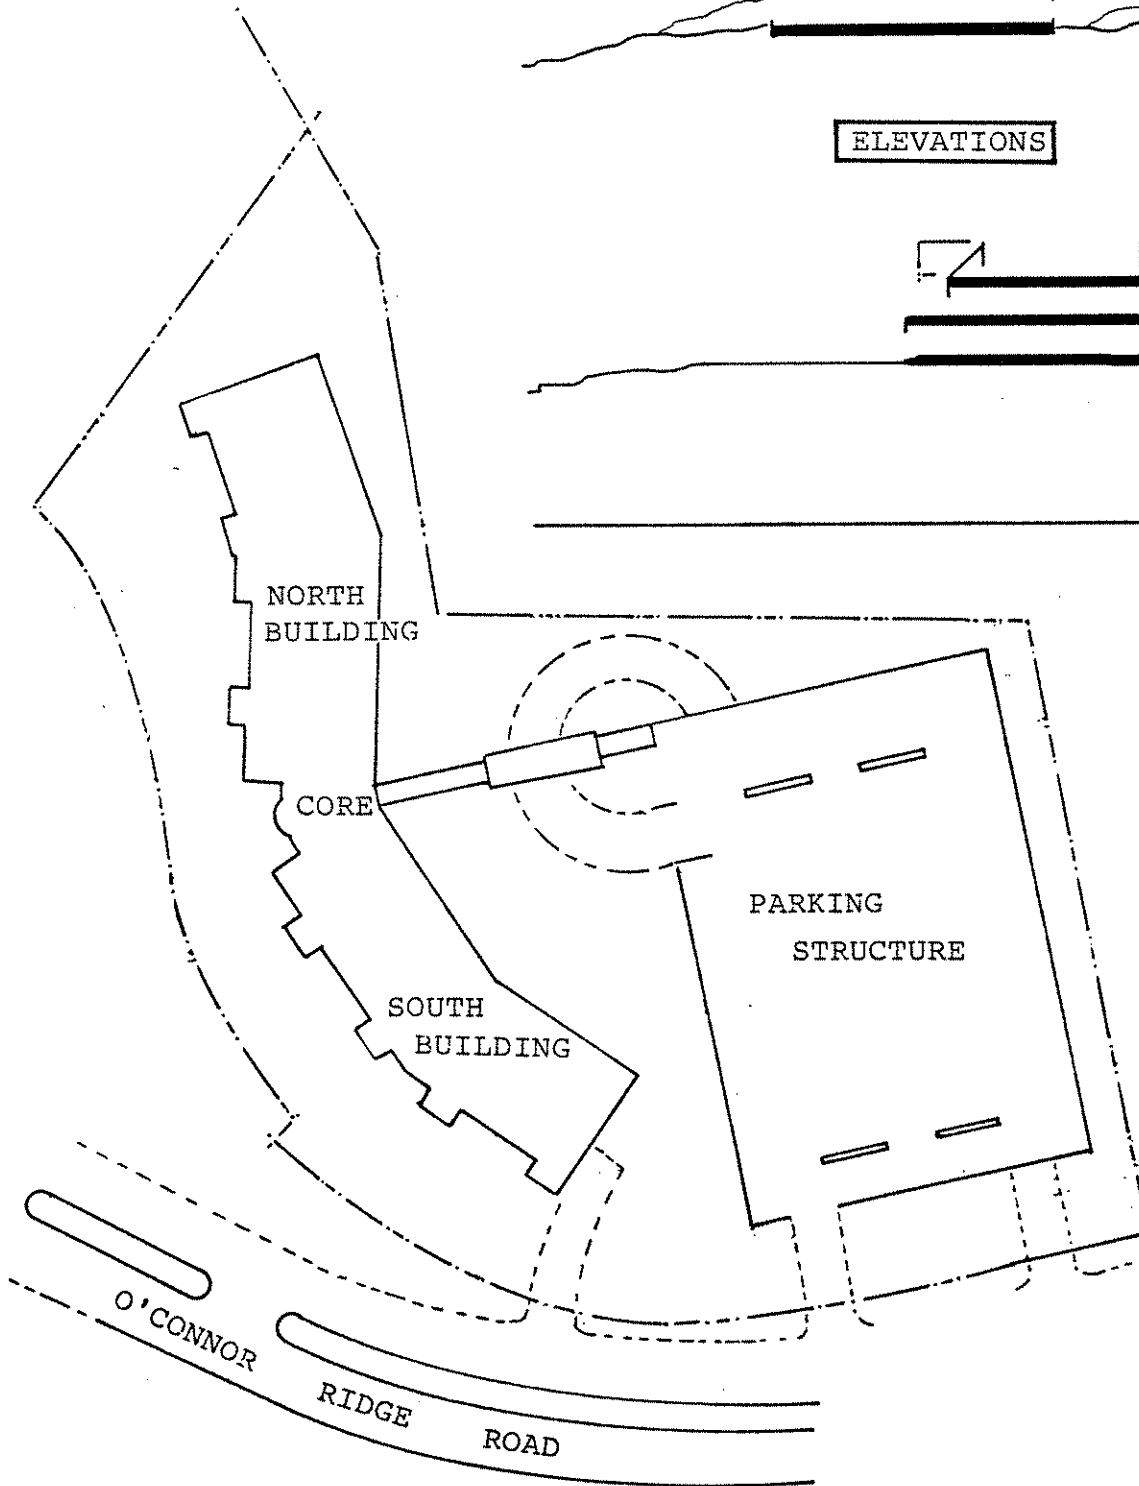 ELEVATIONS
NORTH
BUILDING
CORE
PARKING
STRUCTURE
SOUTH
BUILDING
O'CONNOR RIDGE ROAD